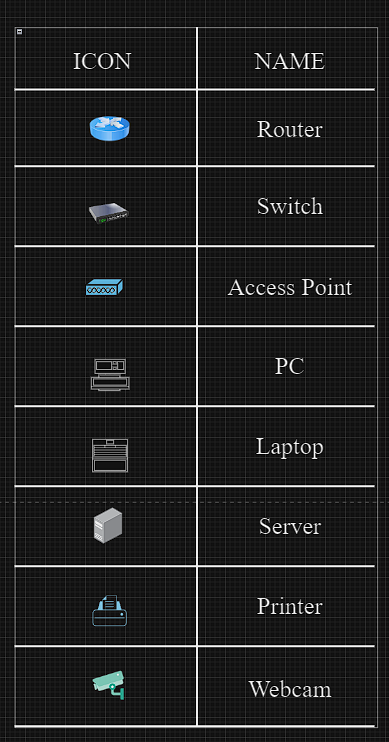 ICON NAME
Router
Switch
Access Point
PC
Laptop
Server
Printer
Webcam